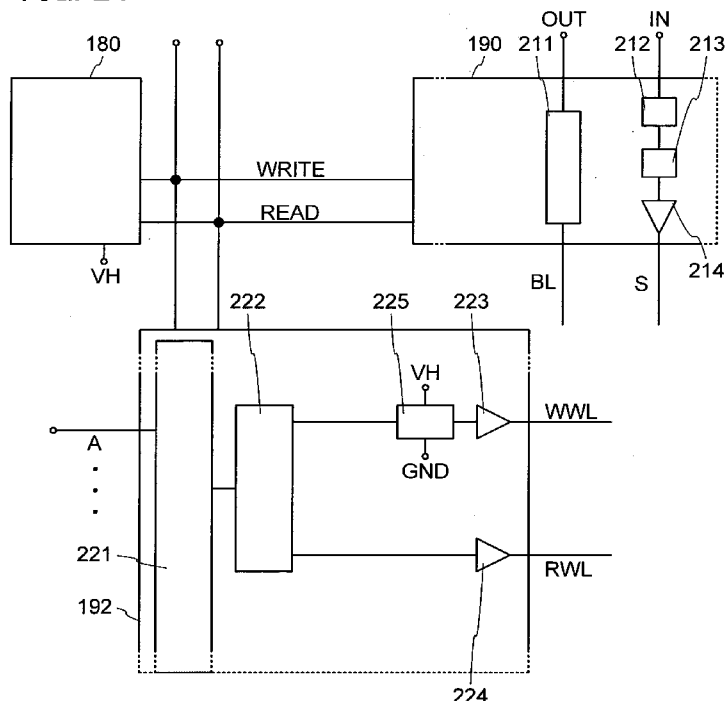 OUT IN
180 190 211 212 213
WRITE
READ
VH
BL S 214
222 225 223
VH
WWL
A
GND
221
RWL
192
224